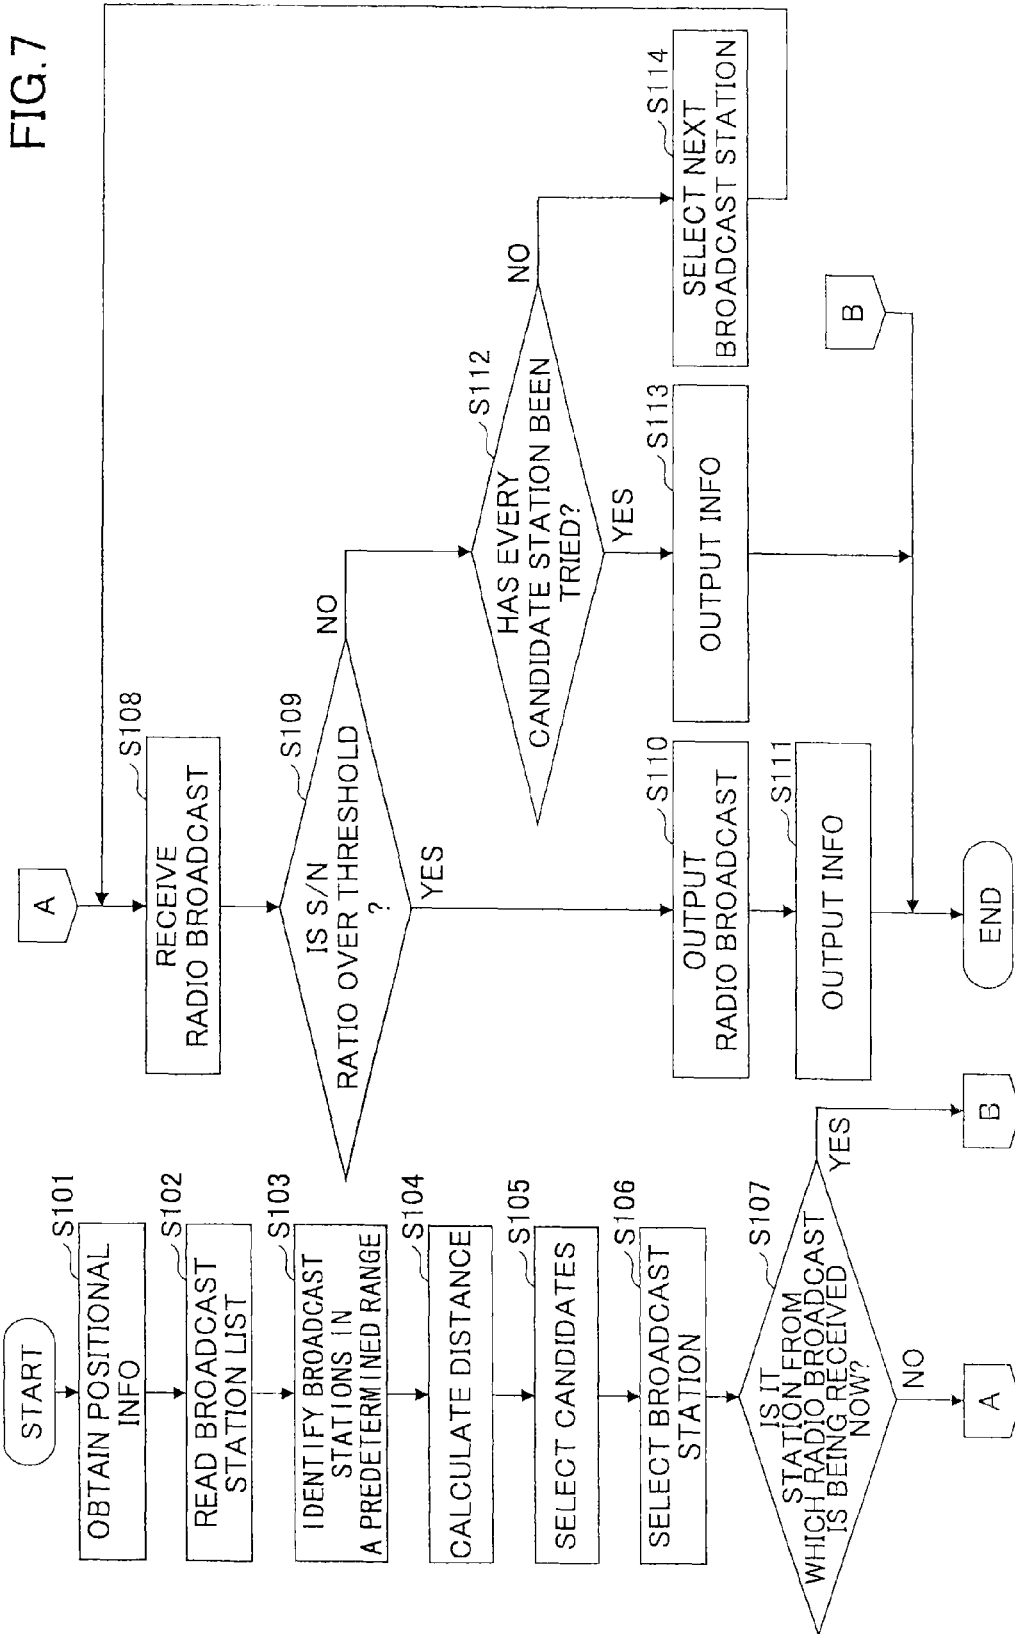 FIG.7
START
S101
OBTAIN POSITIONAL
INFO
S102
READ BROADCAST
STATION LIST
S103
IDENTIFY BROADCAST
STATIONS IN
A PREDETERMINED RANGE
S104
CALCULATE DISTANCE
S105
SELECT CANDIDATES
S106
SELECT BROADCAST
STATION
S107
IS IT
STATION FROM
WHICH RADIO BROADCAST
IS BEING RECEIVED
NOW?
YES
B
NO
A
A
S108
RECEIVE
RADIO BROADCAST
S109
IS S/N
RATIO OVER THRESHOLD
?
NO
YES
S110
OUTPUT
RADIO BROADCAST
S111
OUTPUT INFO
END
S112
HAS EVERY
CANDIDATE STATION BEEN
TRIED?
NO
YES
S113
OUTPUT INFO
S114
SELECT NEXT
BROADCAST STATION
B